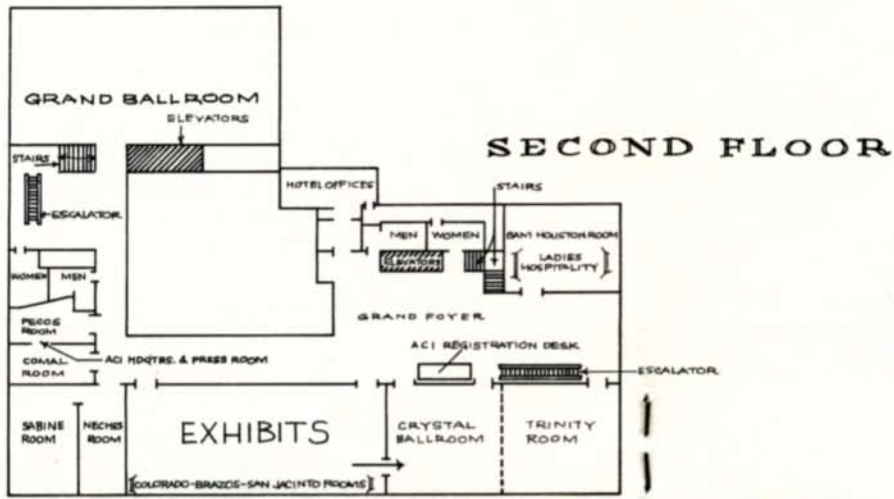 GRAND BALLROOM
ELEVATORS
SECOND FLOOR
STAIRS
HOTEL OFFICES
STAIRS
ESCALATOR
MEN
WOMEN
SAM HOUSTON ROOM
ELEVATORS
LADIES
HOSPITALITY
WOMEN
MEN
GRAND FOYER
PECOS
ROOM
ACI REGISTRATION DESK
COMAL
ROOM
ACI HDQTRS. & PRESS ROOM
ESCALATOR
SABINE
ROOM
NECHES
ROOM
EXHIBITS
CRYSTAL
BALLROOM
TRINITY
ROOM
(COLORADO-BRAZOS-SAN JACINTO ROOMS)